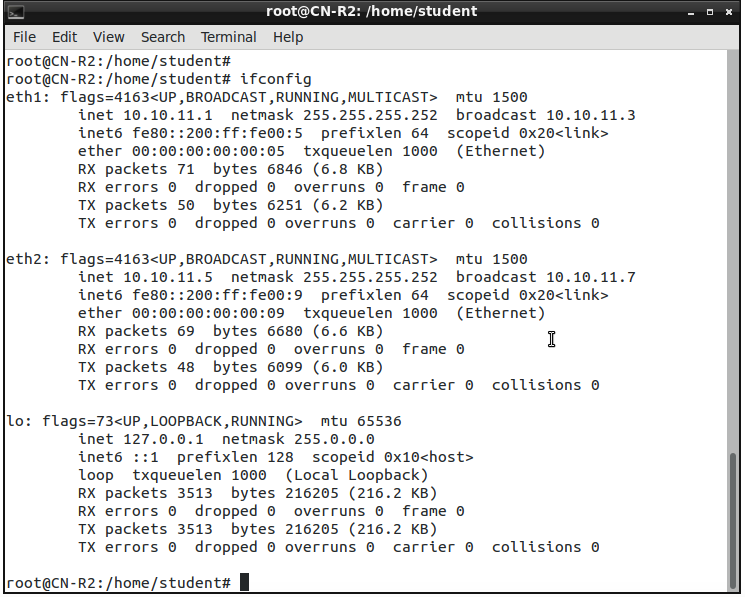 root@CN-R2: /home/student
File Edit View Search Terminal Help
root@CN-R2:/home/student#
root@CN-R2:/home/student# ifconfig
eth1: flags=4163<UP,BROADCAST,RUNNING,MULTICAST>  mtu 1500
        inet 10.10.11.1  netmask 255.255.255.252  broadcast 10.10.11.3
        inet6 fe80::200:ff:fe00:5  prefixlen 64  scopeid 0x20<link>
        ether 00:00:00:00:00:05  txqueuelen 1000  (Ethernet)
        RX packets 71  bytes 6846 (6.8 KB)
        RX errors 0  dropped 0  overruns 0  frame 0
        TX packets 50  bytes 6251 (6.2 KB)
        TX errors 0  dropped 0 overruns 0  carrier 0  collisions 0

eth2: flags=4163<UP,BROADCAST,RUNNING,MULTICAST>  mtu 1500
        inet 10.10.11.5  netmask 255.255.255.252  broadcast 10.10.11.7
        inet6 fe80::200:ff:fe00:9  prefixlen 64  scopeid 0x20<link>
        ether 00:00:00:00:00:09  txqueuelen 1000  (Ethernet)
        RX packets 69  bytes 6680 (6.6 KB)
        RX errors 0  dropped 0  overruns 0  frame 0
        TX packets 48  bytes 6099 (6.0 KB)
        TX errors 0  dropped 0 overruns 0  carrier 0  collisions 0

lo: flags=73<UP,LOOPBACK,RUNNING>  mtu 65536
        inet 127.0.0.1  netmask 255.0.0.0
        inet6 ::1  prefixlen 128  scopeid 0x10<host>
        loop  txqueuelen 1000  (Local Loopback)
        RX packets 3513  bytes 216205 (216.2 KB)
        RX errors 0  dropped 0  overruns 0  frame 0
        TX packets 3513  bytes 216205 (216.2 KB)
        TX errors 0  dropped 0 overruns 0  carrier 0  collisions 0

root@CN-R2:/home/student#